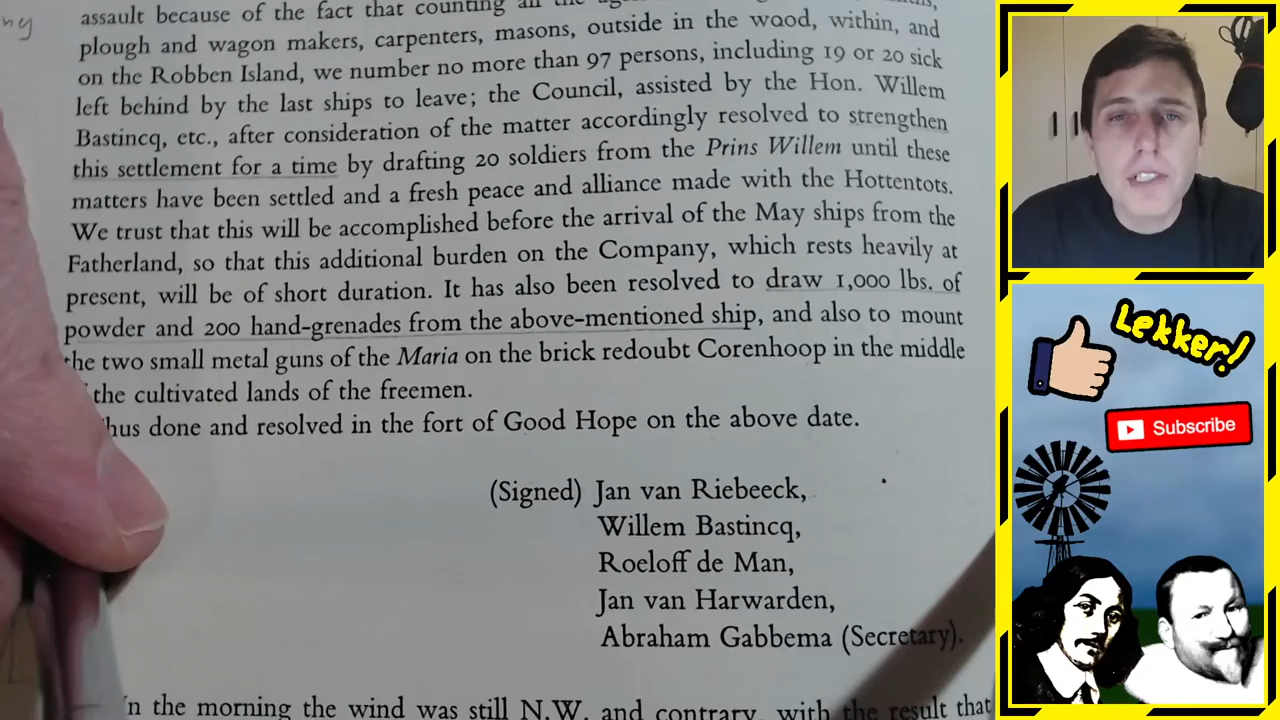 ng
assault because of the fact that counting all the
plough and wagon makers, carpenters, masons, outside in the wood, within, and
on the Robben Island, we number no more than 97 persons, including 19 or 20 sick
left behind by the last ships to leave; the Council, assisted by the Hon. Willem
Bastincq, etc., after consideration of the matter accordingly resolved to strengthen
this settlement for a time by drafting 20 soldiers from the Prins Willem until these
matters have been settled and a fresh peace and alliance made with the Hottentots.
We trust that this will be accomplished before the arrival of the May ships from the
Fatherland, so that this additional burden on the Company, which rests heavily at
present, will be of short duration. It has also been resolved to draw 1,000 lbs. of
powder and 200 hand-grenades from the above-mentioned ship, and also to mount
the two small metal guns of the Maria on the brick redoubt Corenhoop in the middle
the cultivated lands of the freemen.
hus done and resolved in the fort of Good Hope on the above date.
(Signed) Jan van Riebeeck,
Willem Bastincq,
Roeloff de Man,
Jan van Harwarden,
Abraham Gabbema (Secretary).
n the morning the wind was still N.W. and contrary, with the result that
Lekker!
Subscribe